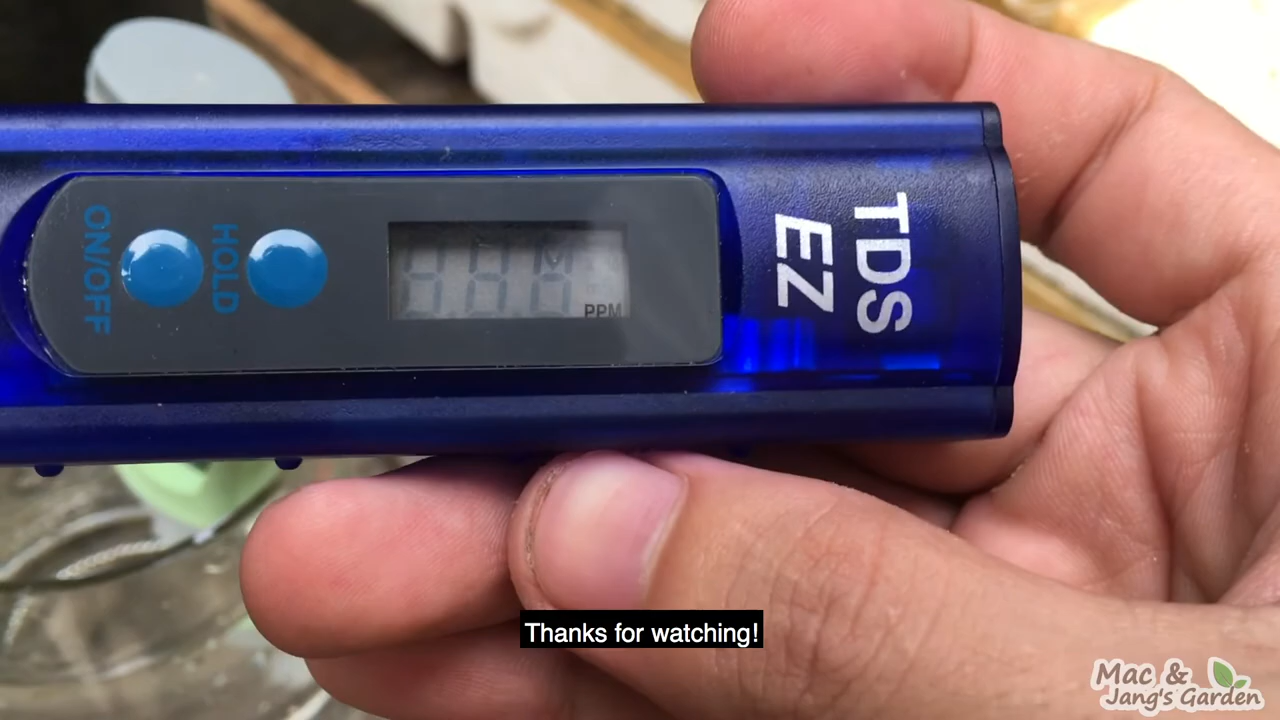 ON/OFF
HOLD
PPM
TDS
EZ
Thanks for watching!
Mac &
Jang's Garden